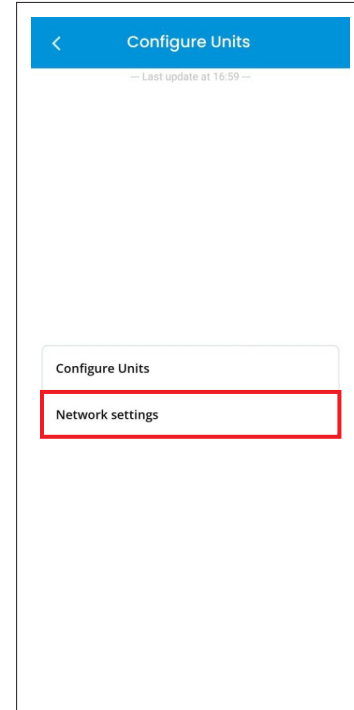 Configure Units
— Last update at 16:59 —
Configure Units
Network settings